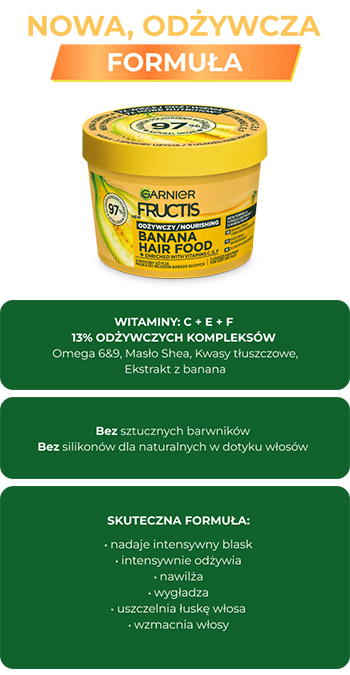 NOWA, ODŻYWCZA
FORMUŁA
97%
GARNIER
FRUCTIS
ODŻYWCZY/NOURISHING
BANANA
HAIR FOOD
+ ENRICHED WITH VITAMINS C, E, F
97%
WITAMINY: C + E + F
13% ODŻYWCZYCH KOMPLEKSÓW
Omega 6&9, Masło Shea, Kwasy tłuszczowe,
Ekstrakt z banana
Bez sztucznych barwników
Bez silikonów dla naturalnych w dotyku włosów
SKUTECZNA FORMUŁA:
• nadaje intensywny blask
• intensywnie odżywia
• nawilża
• wygładza
• uszczelnia łuskę włosa
• wzmacnia włosy